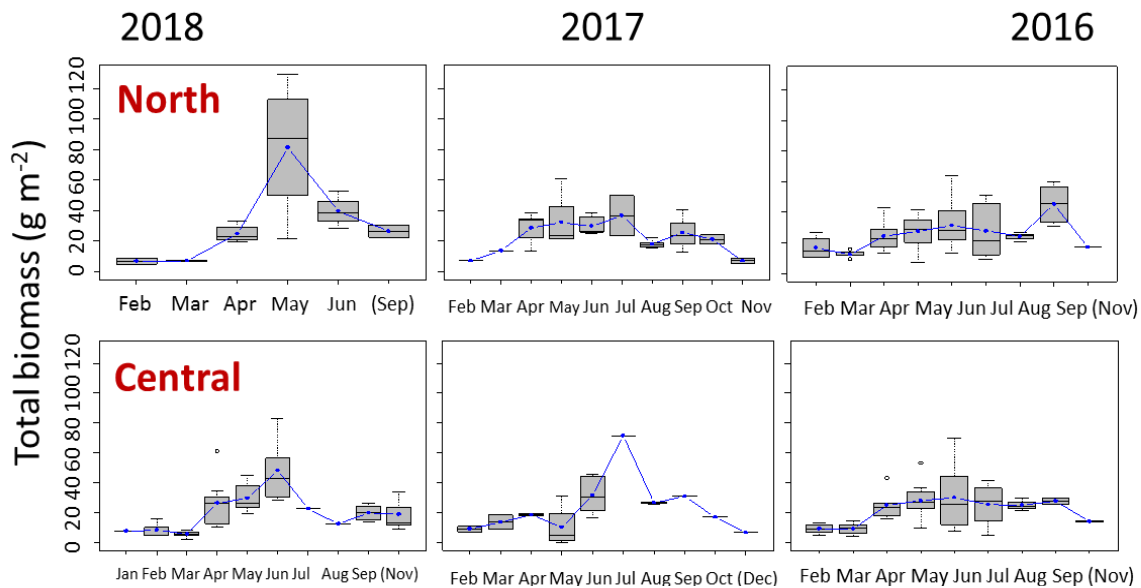 2018 2017 2016
Total biomass (g m⁻²)
North
0 20 40 60 80 100 120
Feb Mar Apr May Jun (Sep)
Feb Mar Apr May Jun Jul Aug Sep Oct Nov
Feb Mar Apr May Jun Jul Aug Sep (Nov)
Central
0 20 40 60 80 100 120
Jan Feb Mar Apr May Jun Jul Aug Sep (Nov)
Feb Mar Apr May Jun Jul Aug Sep Oct (Dec)
Feb Mar Apr May Jun Jul Aug Sep (Nov)